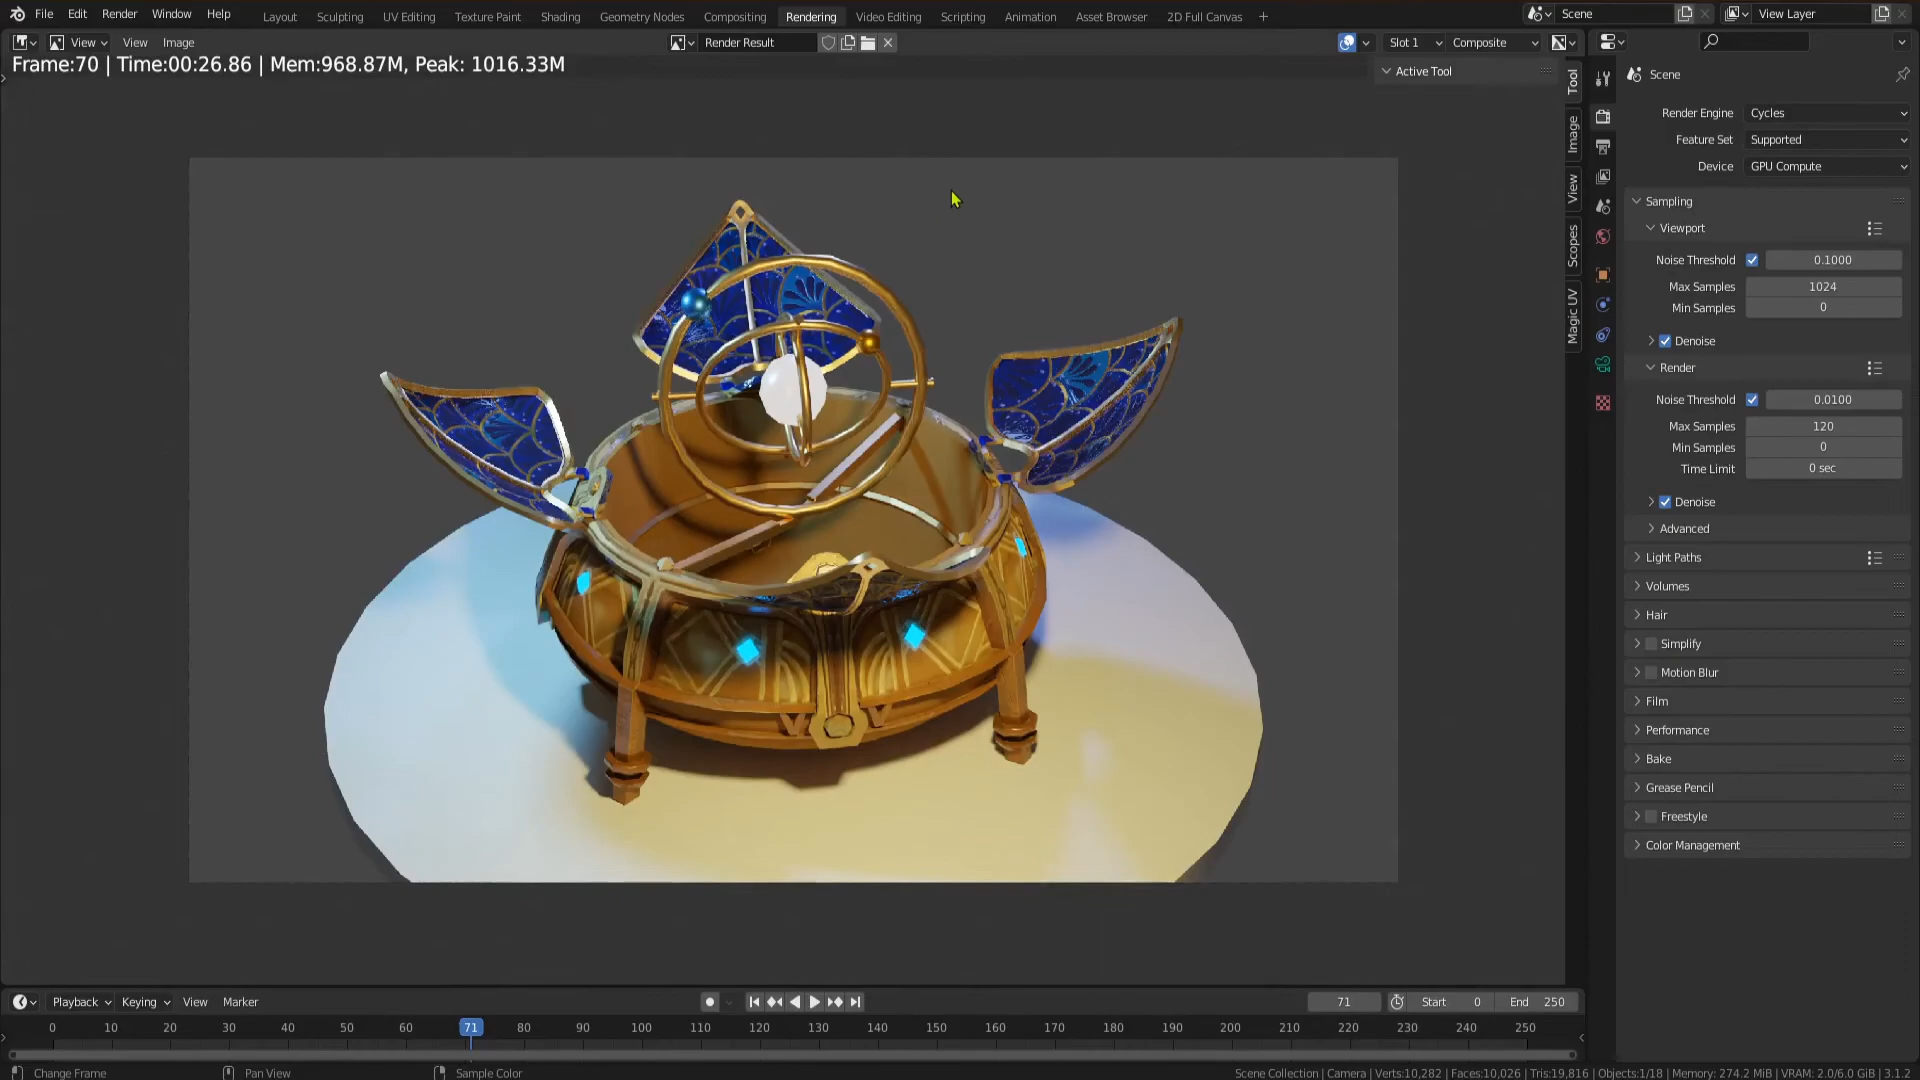 File Edit Render Window Help Layout Sculpting UV Editing Texture Paint Shading Geometry Nodes Compositing Rendering Video Editing Scripting Animation Asset Browser 2D Full Canvas + Scene View Layer
View View Image Render Result Slot 1 Composite
Frame:70 | Time:00:26.86 | Mem:968.87M, Peak: 1016.33M
Active Tool
Tool
Image
View
Scopes
Magic UV
Scene
Render Engine Cycles
Feature Set Supported
Device GPU Compute
Sampling
Viewport
Noise Threshold 0.1000
Max Samples 1024
Min Samples 0
Denoise
Render
Noise Threshold 0.0100
Max Samples 120
Min Samples 0
Time Limit 0 sec
Denoise
Advanced
Light Paths
Volumes
Hair
Simplify
Motion Blur
Film
Performance
Bake
Grease Pencil
Freestyle
Color Management
Playback Keying View Marker 71 Start 0 End 250
0 10 20 30 40 50 60 71 80 90 100 110 120 130 140 150 160 170 180 190 200 210 220 230 240 250
Change Frame Pan View Sample Color Scene Collection | Camera | Verts:10,282 | Faces:10,026 | Tris:19,816 | Objects:1/18 | Memory: 274.2 MiB | VRAM: 2.0/6.0 GiB | 3.1.2